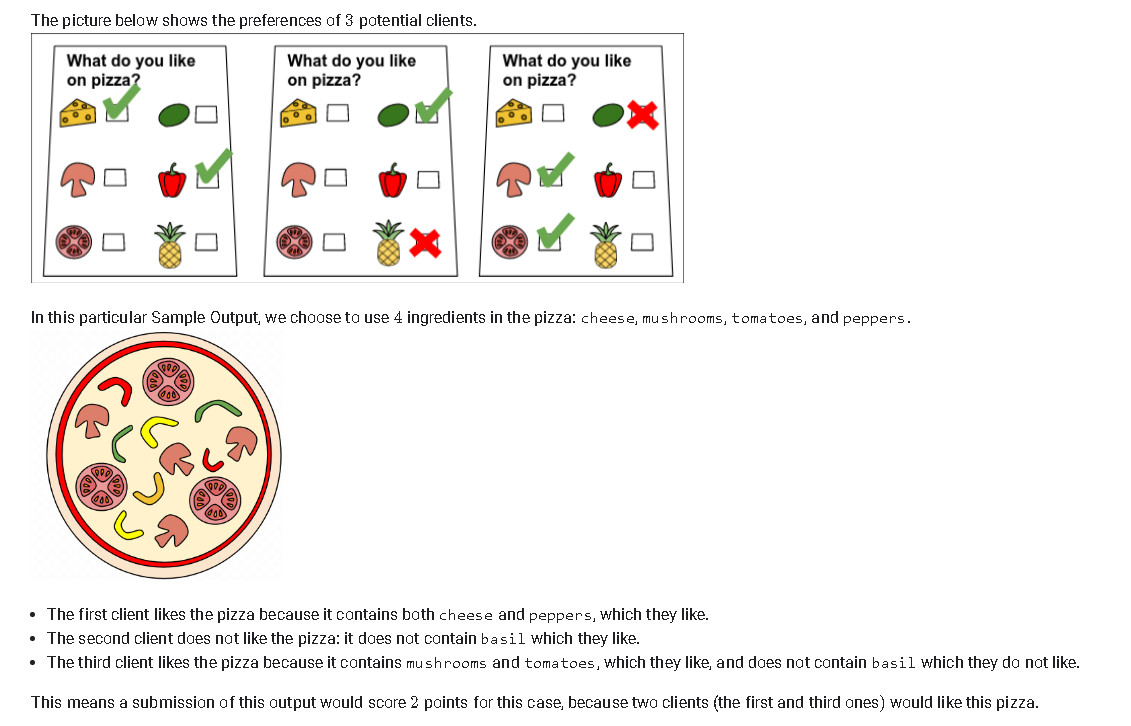 The picture below shows the preferences of 3 potential clients.
What do you like
on pizza?
What do you like
on pizza?
What do you like
on pizza?
In this particular Sample Output, we choose to use 4 ingredients in the pizza: cheese, mushrooms, tomatoes, and peppers.
• The first client likes the pizza because it contains both cheese and peppers, which they like.
• The second client does not like the pizza: it does not contain basil which they like.
• The third client likes the pizza because it contains mushrooms and tomatoes, which they like, and does not contain basil which they do not like.
This means a submission of this output would score 2 points for this case, because two clients (the first and third ones) would like this pizza.